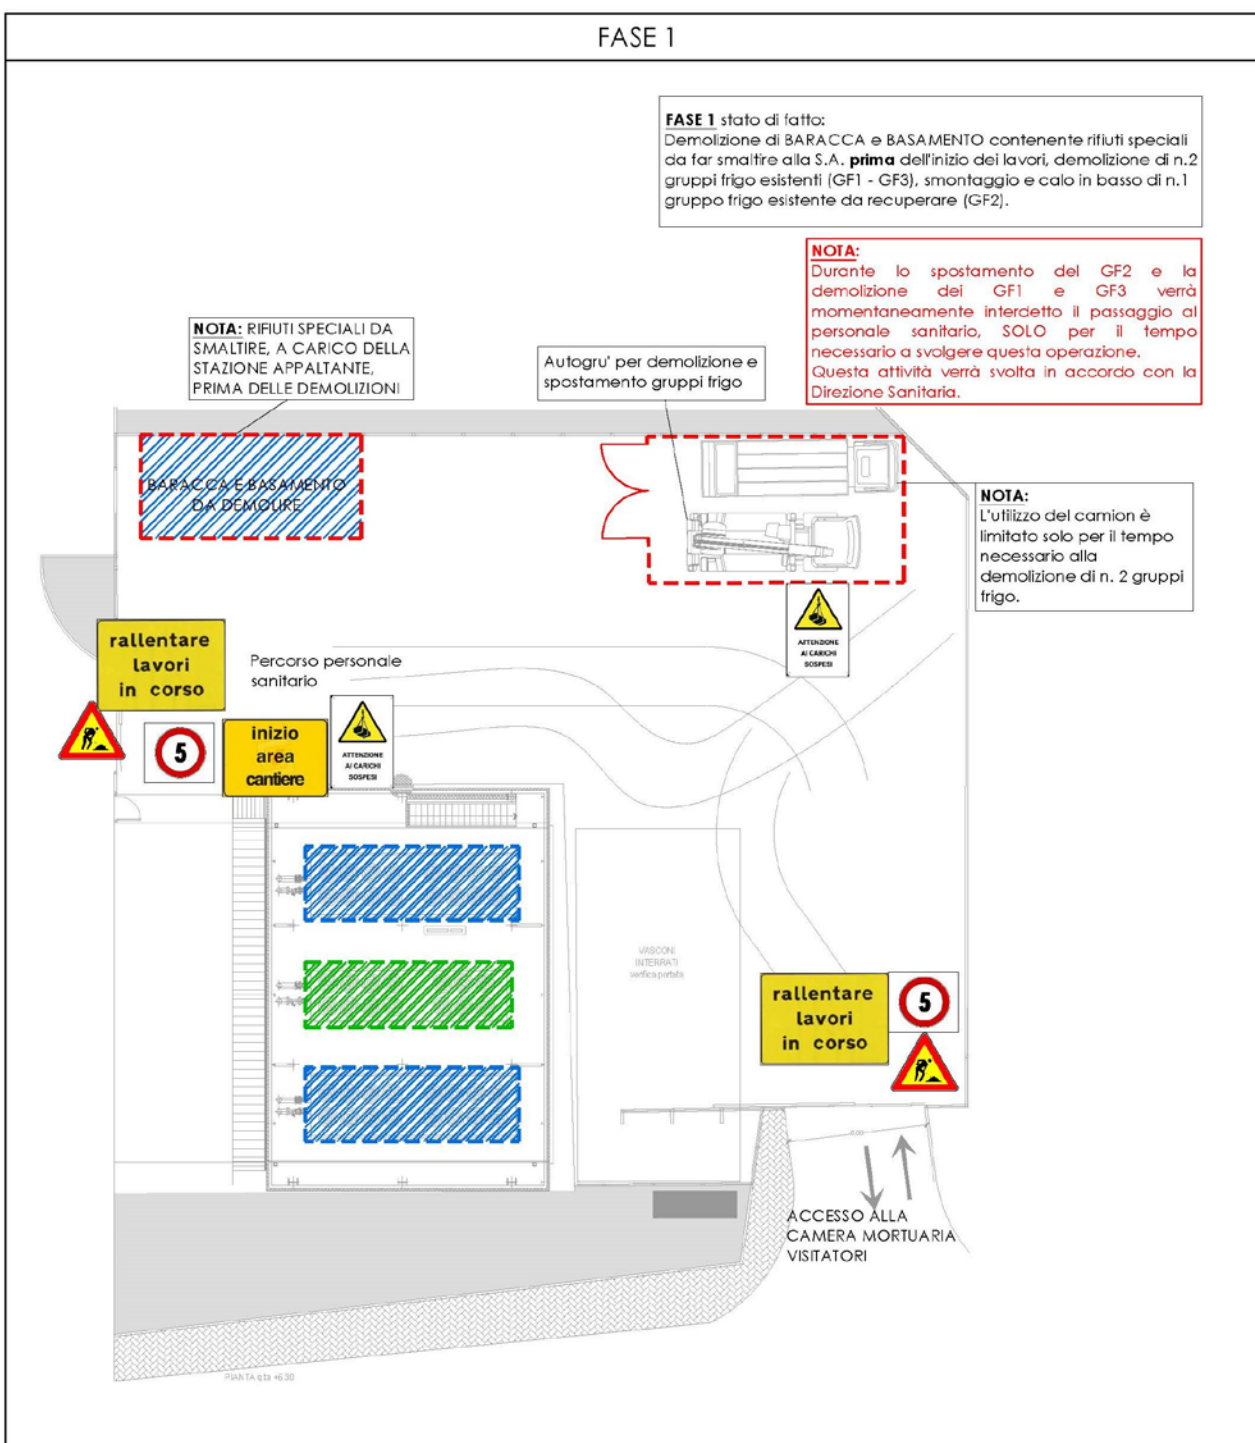 FASE 1
FASE 1 stato di fatto:
Demolizione di BARACCA e BASAMENTO contenente rifiuti speciali
da far smaltire alla S.A. prima dell'inizio dei lavori, demolizione di n.2
gruppi frigo esistenti (GF1 - GF3), smontaggio e calo in basso di n.1
gruppo frigo esistente da recuperare (GF2).
NOTA:
Durante lo spostamento del GF2 e la
demolizione dei GF1 e GF3 verrà
momentaneamente interdetto il passaggio al
personale sanitario, SOLO per il tempo
necessario a svolgere questa operazione.
Questa attività verrà svolta in accordo con la
Direzione Sanitaria.
NOTA: RIFIUTI SPECIALI DA
SMALTIRE, A CARICO DELLA
STAZIONE APPALTANTE,
PRIMA DELLE DEMOLIZIONI
Autogru' per demolizione e
spostamento gruppi frigo
BARACCA E BASAMENTO
DA DEMOLIRE
NOTA:
L'utilizzo del camion è
limitato solo per il tempo
necessario alla
demolizione di n. 2 gruppi
frigo.
ATTENZIONE
AI CARICHI
SOSPESI
rallentare
lavori
in corso
Percorso personale
sanitario
5
inizio
area
cantiere
ATTENZIONE
AI CARICHI
SOSPESI
VASCONI
INTERRATI
verifica portata
rallentare
lavori
in corso
5
ACCESSO ALLA
CAMERA MORTUARIA
VISITATORI
PIANTA q.ta +6.30